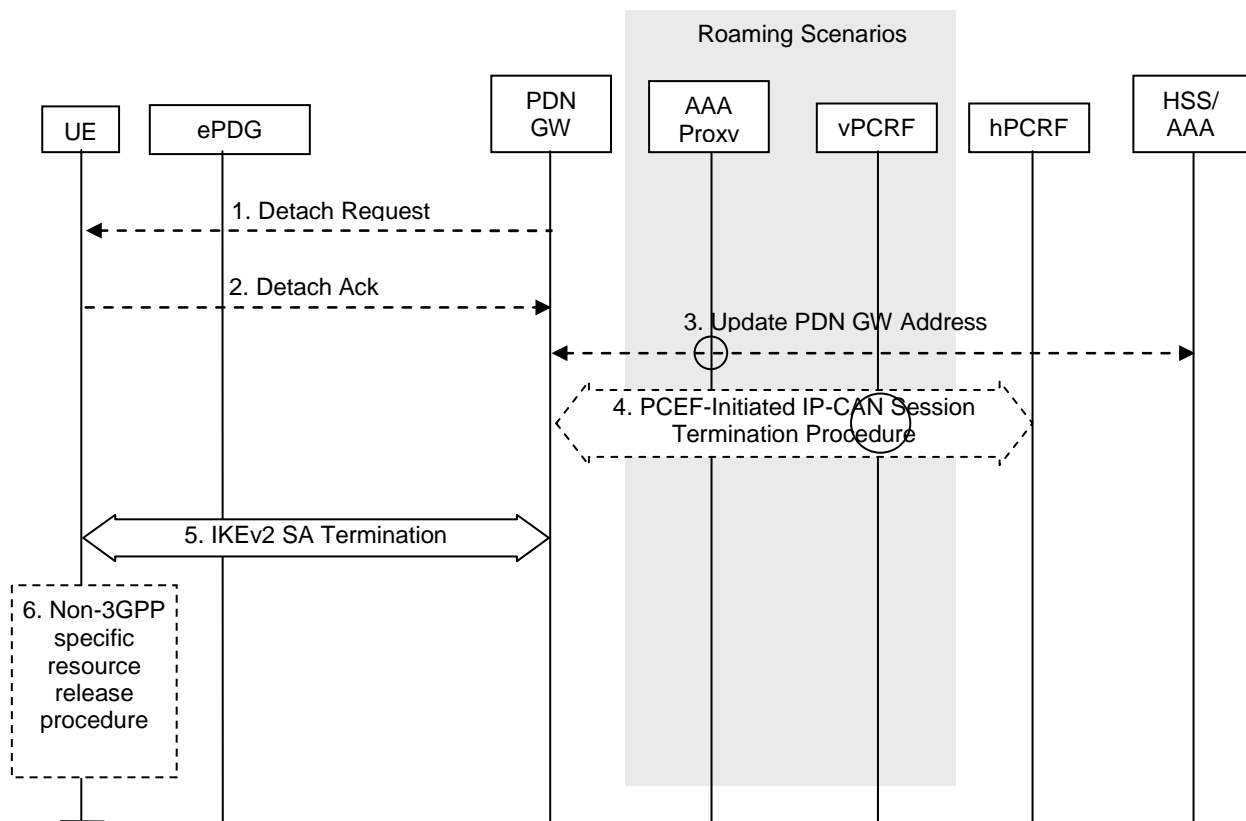 Roaming Scenarios
UE
ePDG
PDN
GW
AAA
Proxv
vPCRF
hPCRF
HSS/
AAA
1. Detach Request
2. Detach Ack
3. Update PDN GW Address
4. PCEF-Initiated IP-CAN Session
Termination Procedure
5. IKEv2 SA Termination
6. Non-3GPP
specific
resource
release
procedure